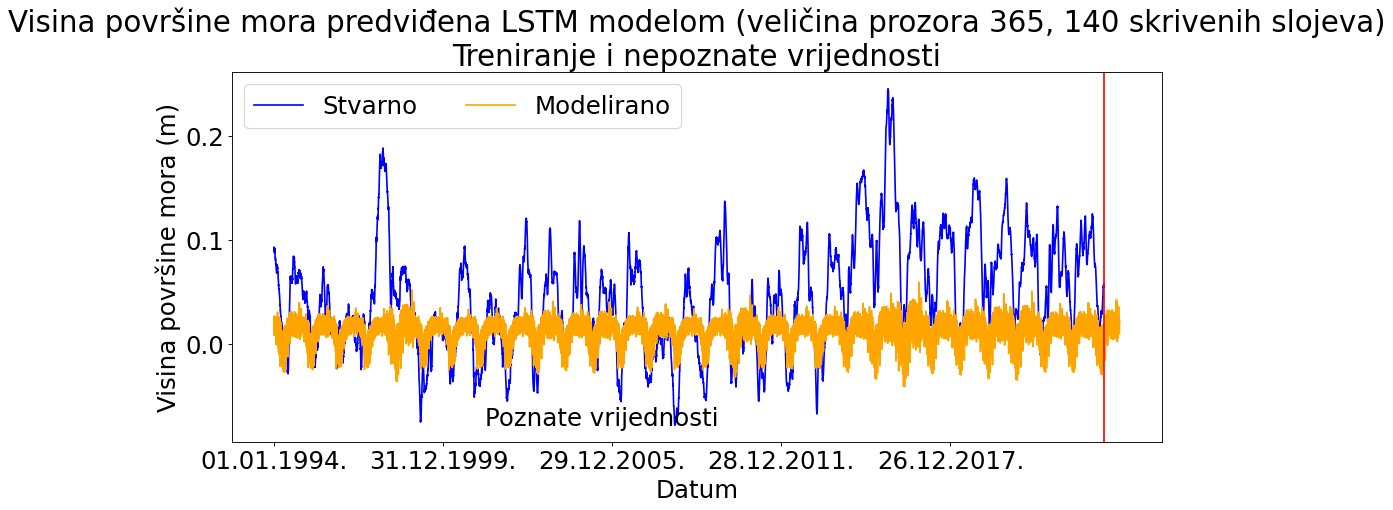 Visina površine mora predviđena LSTM modelom (veličina prozora 365, 140 skrivenih slojeva)
Treniranje i nepoznate vrijednosti
Stvarno Modelirano
Visina površine mora (m)
0.2
0.1
0.0
Poznate vrijednosti
01.01.1994. 31.12.1999. 29.12.2005. 28.12.2011. 26.12.2017.
Datum